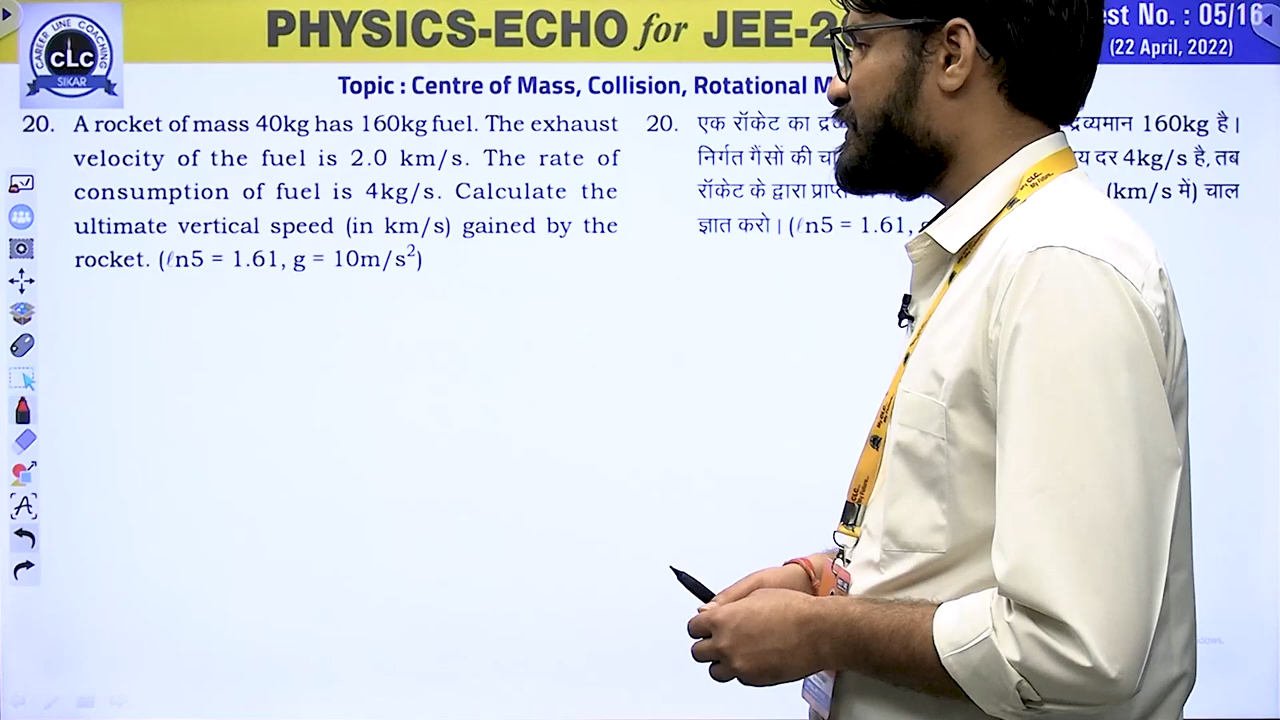 PHYSICS-ECHO for JEE-2
est No. : 05/16
(22 April, 2022)
CAREER LINE COACHING
CLC
SIKAR
Topic : Centre of Mass, Collision, Rotational M
20. A rocket of mass 40kg has 160kg fuel. The exhaust
velocity of the fuel is 2.0 km/s. The rate of
consumption of fuel is 4kg/s. Calculate the
ultimate vertical speed (in km/s) gained by the
rocket. (ℓn5 = 1.61, g = 10m/s²)
20. एक रॉकेट का द्रव्यमान 160kg है।
निर्गत गैंसों की य दर 4kg/s है, तब
रॉकेट के द्वारा (km/s में) चाल
ज्ञात करो। (ℓn5 = 1.61,